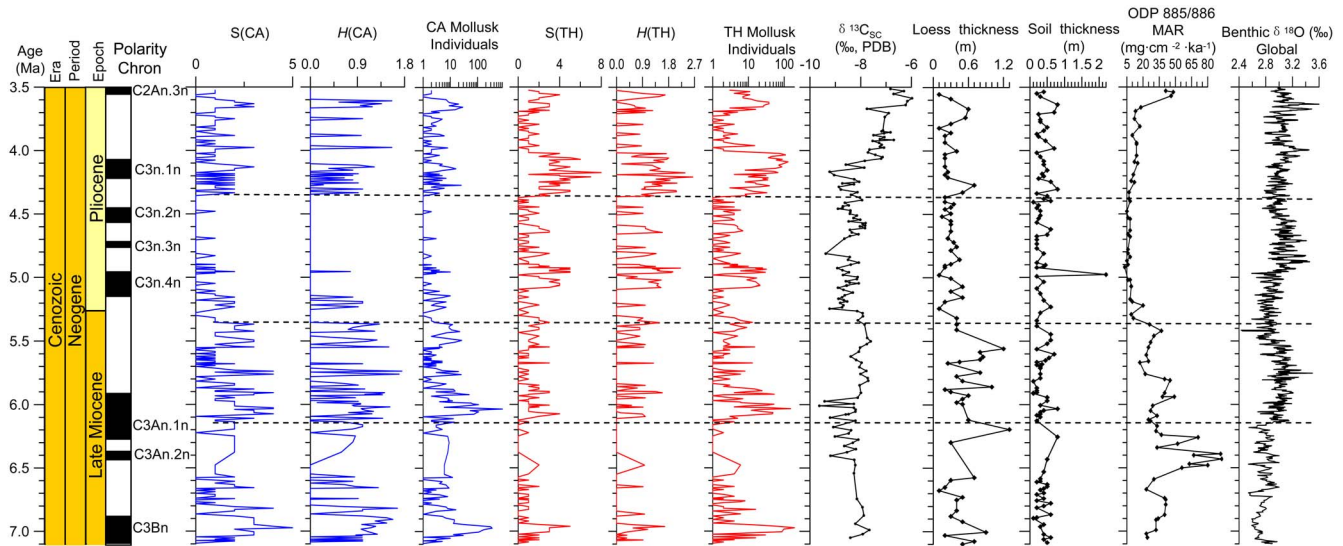 Age
(Ma)
Era
Period
Epoch
Polarity
Chron
S(CA)
H(CA)
CA Mollusk
Individuals
S(TH)
H(TH)
TH Mollusk
Individuals
δ ¹³C_SC
(‰, PDB)
Loess thickness
(m)
Soil thickness
(m)
ODP 885/886
MAR
(mg·cm ⁻² ·ka⁻¹)
Benthic δ ¹⁸O (‰)
Global
0 5
0.0 0.9 1.8
1 10 100
0 4 8
0.0 0.9 1.8 2.7
1 10 100
-10 -8 -6
0 0.6 1.2
0 0.5 1 1.5 2
5 20 35 50 65 80
2.4 2.8 3.2 3.6
3.5
4.0
4.5
5.0
5.5
6.0
6.5
7.0
Cenozoic
Neogene
Pliocene
Late Miocene
C2An.3n
C3n.1n
C3n.2n
C3n.3n
C3n.4n
C3An.1n
C3An.2n
C3Bn